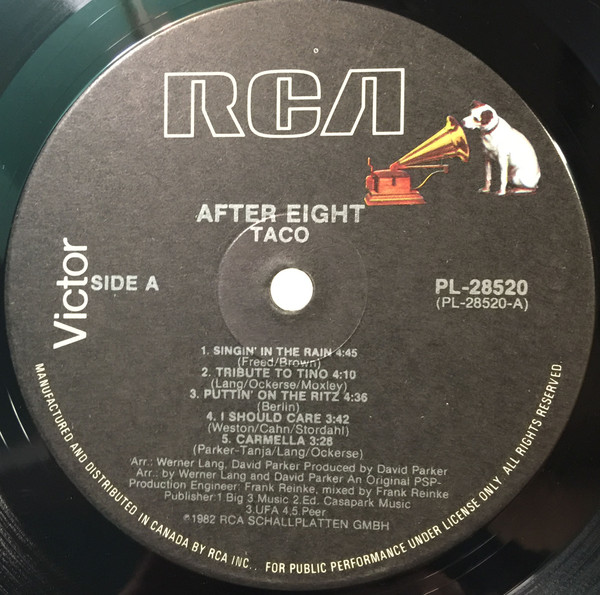 RCA
Victor
AFTER EIGHT
TACO
SIDE A
PL-28520
(PL-28520-A)
1. SINGIN' IN THE RAIN 4:45
(Freed/Brown)
2. TRIBUTE TO TINO 4:10
(Lang/Ockerse/Moxley)
3. PUTTIN' ON THE RITZ 4:36
(Berlin)
4. I SHOULD CARE 3:42
(Weston/Cahn/Stordahl)
5. CARMELLA 3:28
(Parker-Tanja/Lang/Ockerse)
Arr.: Werner Lang, David Parker Produced by David Parker
Arr.: by Werner Lang and David Parker An Original PSP-
Production Engineer: Frank Reinke, mixed by Frank Reinke
Publisher:1 Big 3 Music 2.Ed. Casapark Music
3.UFA 4,5.Peer
℗1982 RCA SCHALLPLATTEN GMBH
MANUFACTURED AND DISTRIBUTED IN CANADA BY RCA INC.. FOR PUBLIC PERFORMANCE UNDER LICENSE ONLY. ALL RIGHTS RESERVED